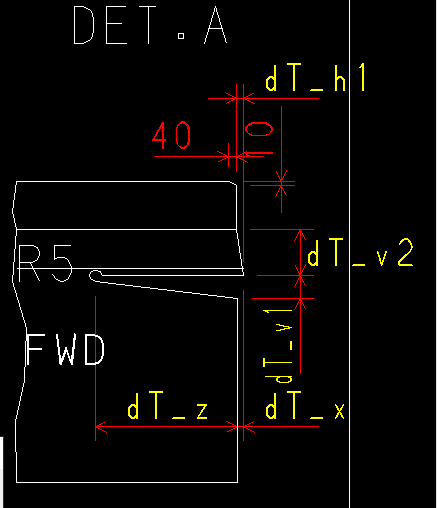 DET.A
dT_h1
40
10
dT_v2
R5
dT_v1
FWD
dT_z
dT_x